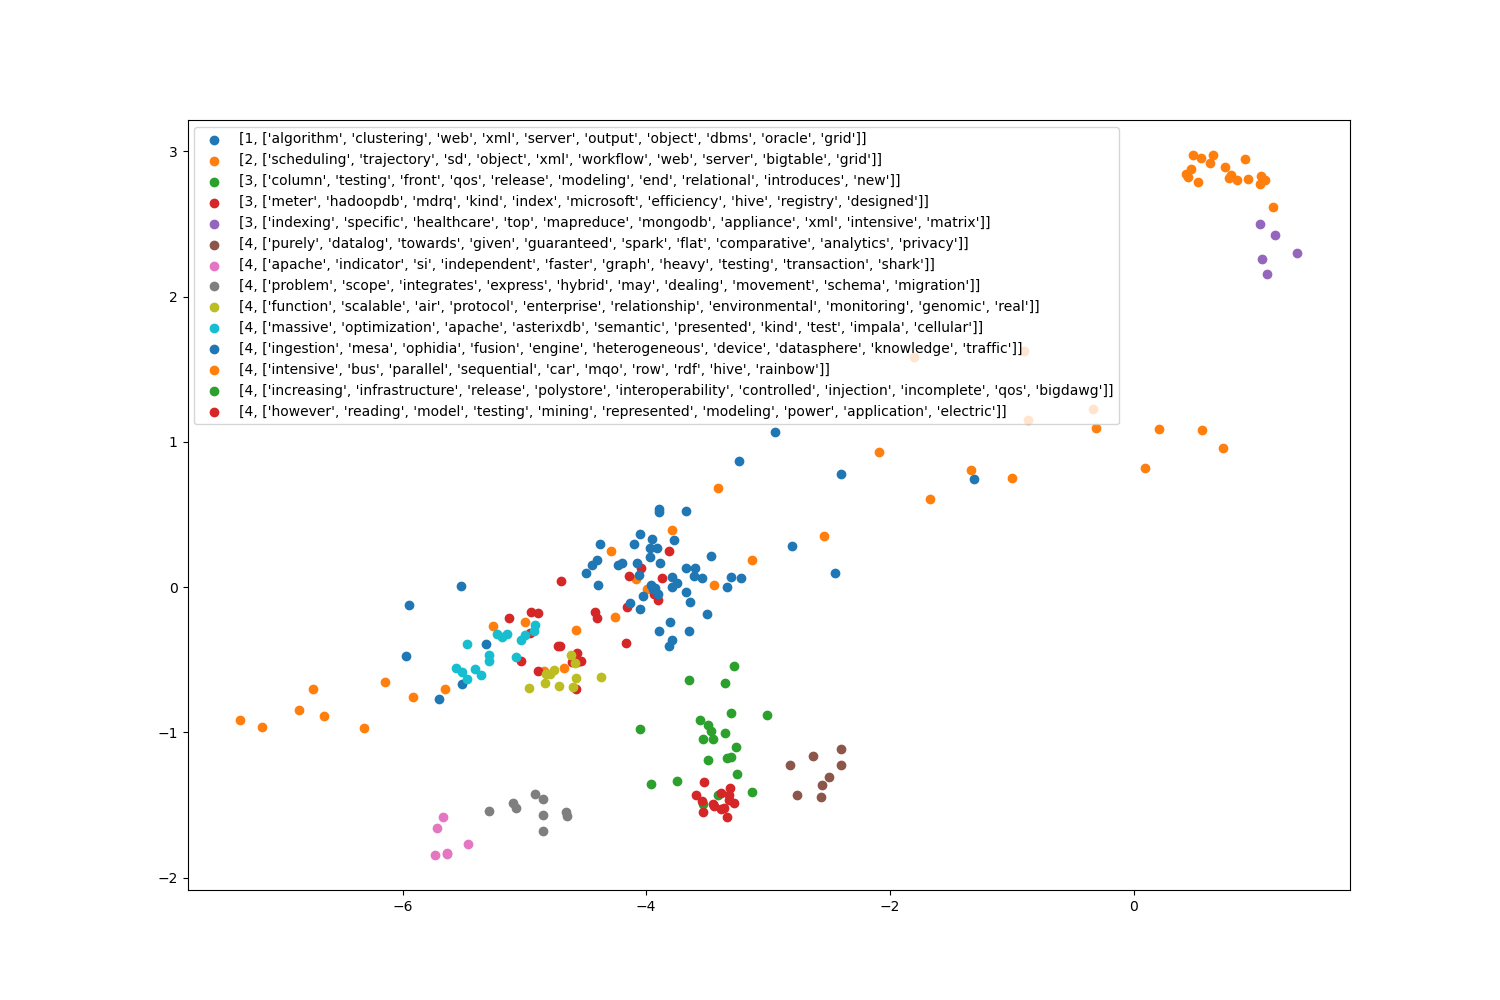 [1, ['algorithm', 'clustering', 'web', 'xml', 'server', 'output', 'object', 'dbms', 'oracle', 'grid']]
[2, ['scheduling', 'trajectory', 'sd', 'object', 'xml', 'workflow', 'web', 'server', 'bigtable', 'grid']]
[3, ['column', 'testing', 'front', 'qos', 'release', 'modeling', 'end', 'relational', 'introduces', 'new']]
[3, ['meter', 'hadoopdb', 'mdrq', 'kind', 'index', 'microsoft', 'efficiency', 'hive', 'registry', 'designed']]
[3, ['indexing', 'specific', 'healthcare', 'top', 'mapreduce', 'mongodb', 'appliance', 'xml', 'intensive', 'matrix']]
[4, ['purely', 'datalog', 'towards', 'given', 'guaranteed', 'spark', 'flat', 'comparative', 'analytics', 'privacy']]
[4, ['apache', 'indicator', 'si', 'independent', 'faster', 'graph', 'heavy', 'testing', 'transaction', 'shark']]
[4, ['problem', 'scope', 'integrates', 'express', 'hybrid', 'may', 'dealing', 'movement', 'schema', 'migration']]
[4, ['function', 'scalable', 'air', 'protocol', 'enterprise', 'relationship', 'environmental', 'monitoring', 'genomic', 'real']]
[4, ['massive', 'optimization', 'apache', 'asterixdb', 'semantic', 'presented', 'kind', 'test', 'impala', 'cellular']]
[4, ['ingestion', 'mesa', 'ophidia', 'fusion', 'engine', 'heterogeneous', 'device', 'datasphere', 'knowledge', 'traffic']]
[4, ['intensive', 'bus', 'parallel', 'sequential', 'car', 'mqo', 'row', 'rdf', 'hive', 'rainbow']]
[4, ['increasing', 'infrastructure', 'release', 'polystore', 'interoperability', 'controlled', 'injection', 'incomplete', 'qos', 'bigdawg']]
[4, ['however', 'reading', 'model', 'testing', 'mining', 'represented', 'modeling', 'power', 'application', 'electric']]
3
2
1
0
−1
−2
−6 −4 −2 0